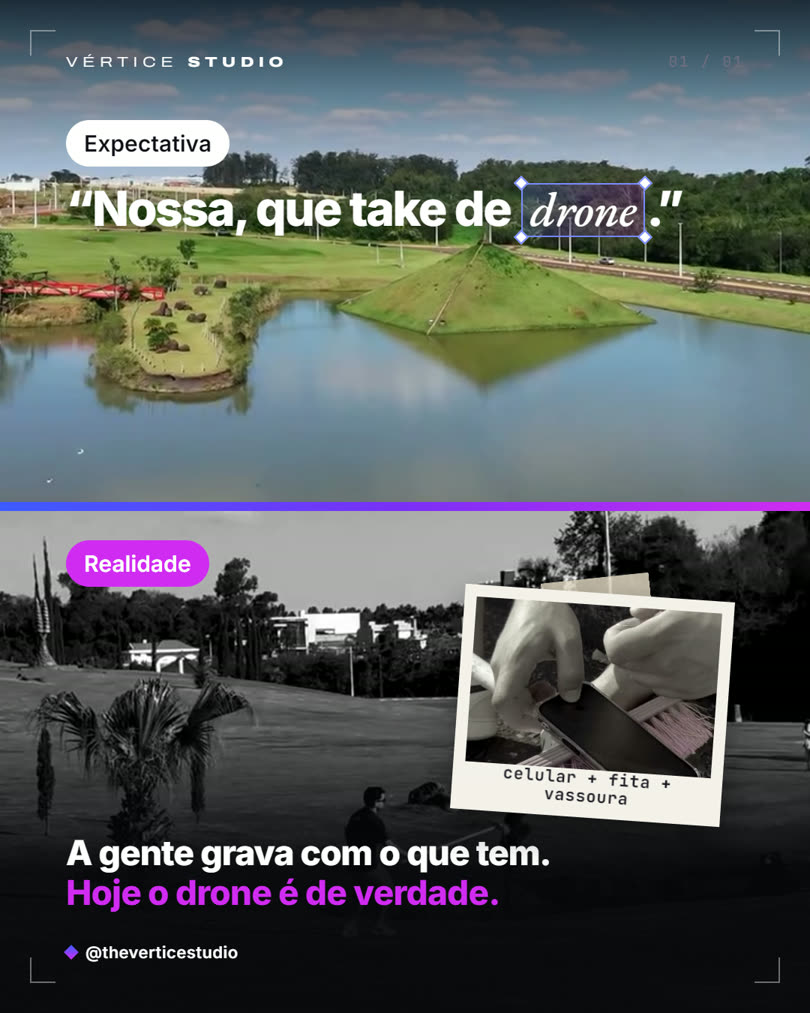 VÉRTICE STUDIO
01 / 01
Expectativa
“Nossa, que take de drone.”
Realidade
celular + fita +
vassoura
A gente grava com o que tem.
Hoje o drone é de verdade.
@theverticestudio